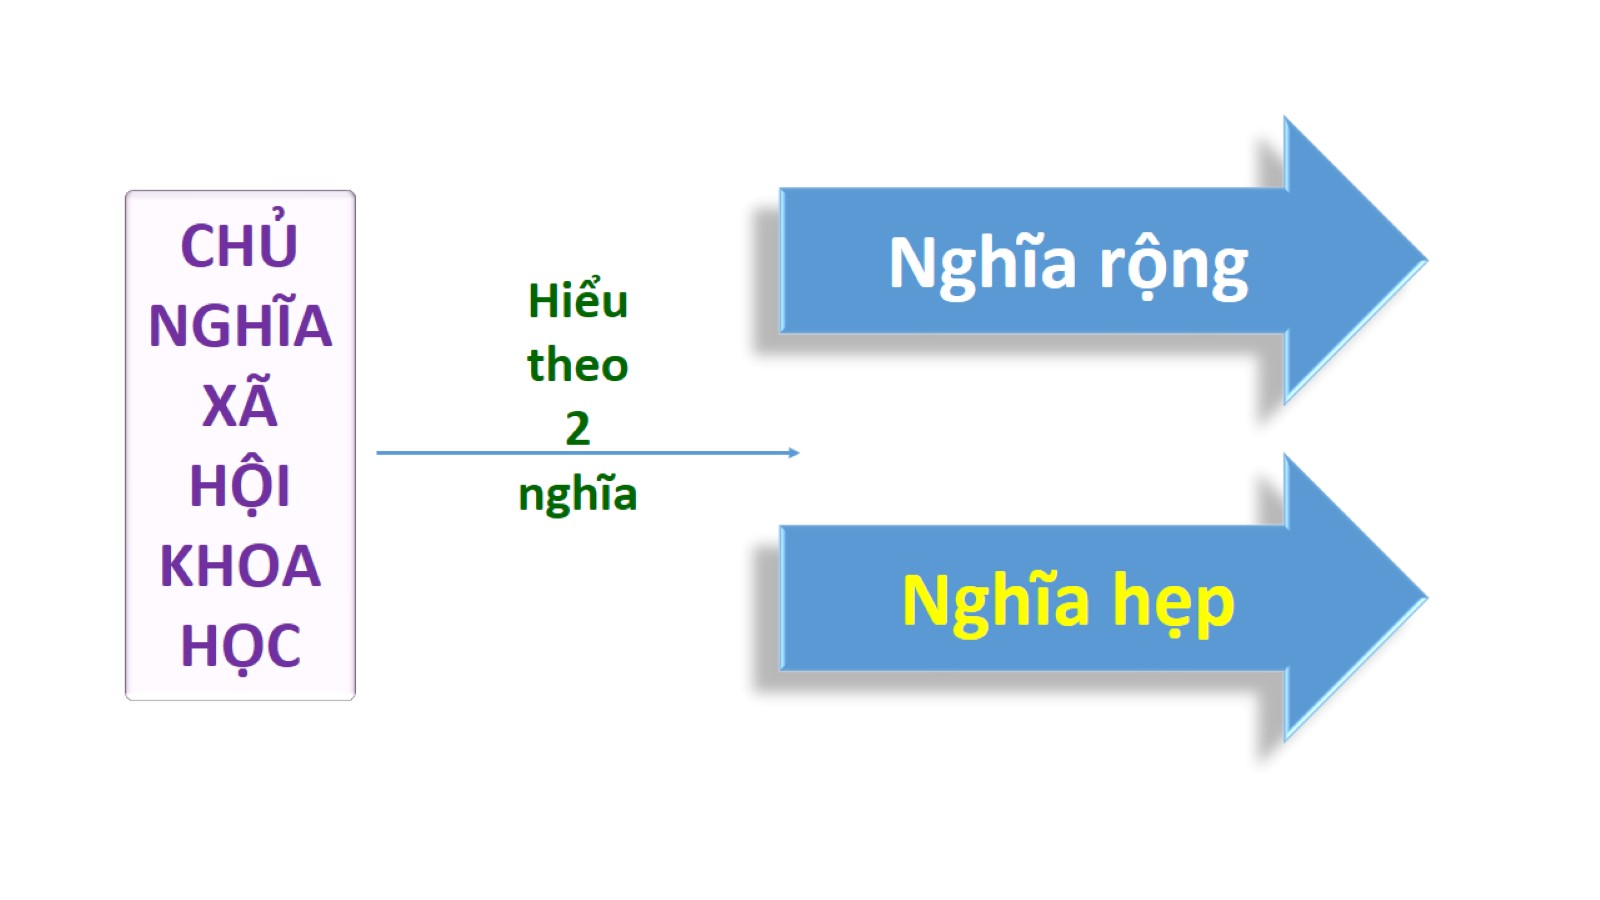 CHỦ
NGHĨA
XÃ
HỘI
KHOA
HỌC
Hiểu
theo
2
nghĩa
Nghĩa rộng
Nghĩa hẹp